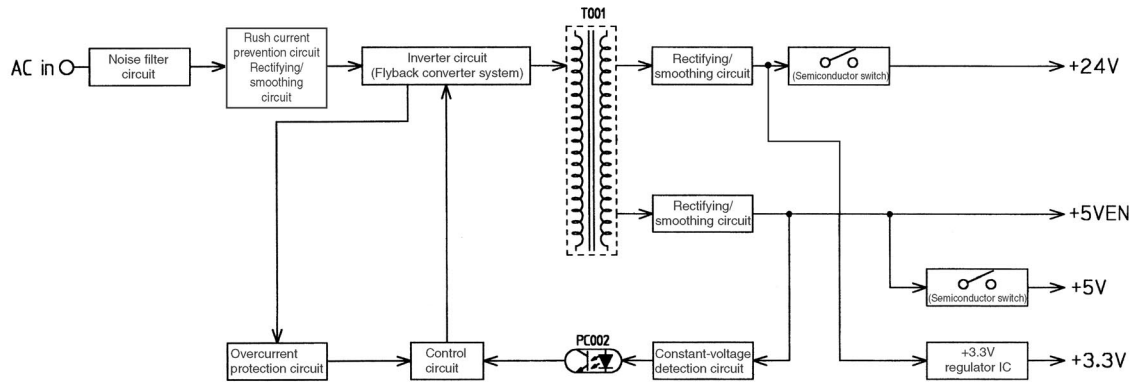 T001
AC in
Noise filter
circuit
Rush current
prevention circuit
Rectifying/
smoothing
circuit
Inverter circuit
(Flyback converter system)
Rectifying/
smoothing circuit
(Semiconductor switch)
+24V
Rectifying/
smoothing circuit
+5VEN
(Semiconductor switch)
+5V
Overcurrent
protection circuit
Control
circuit
PC002
Constant-voltage
detection circuit
+3.3V
regulator IC
+3.3V